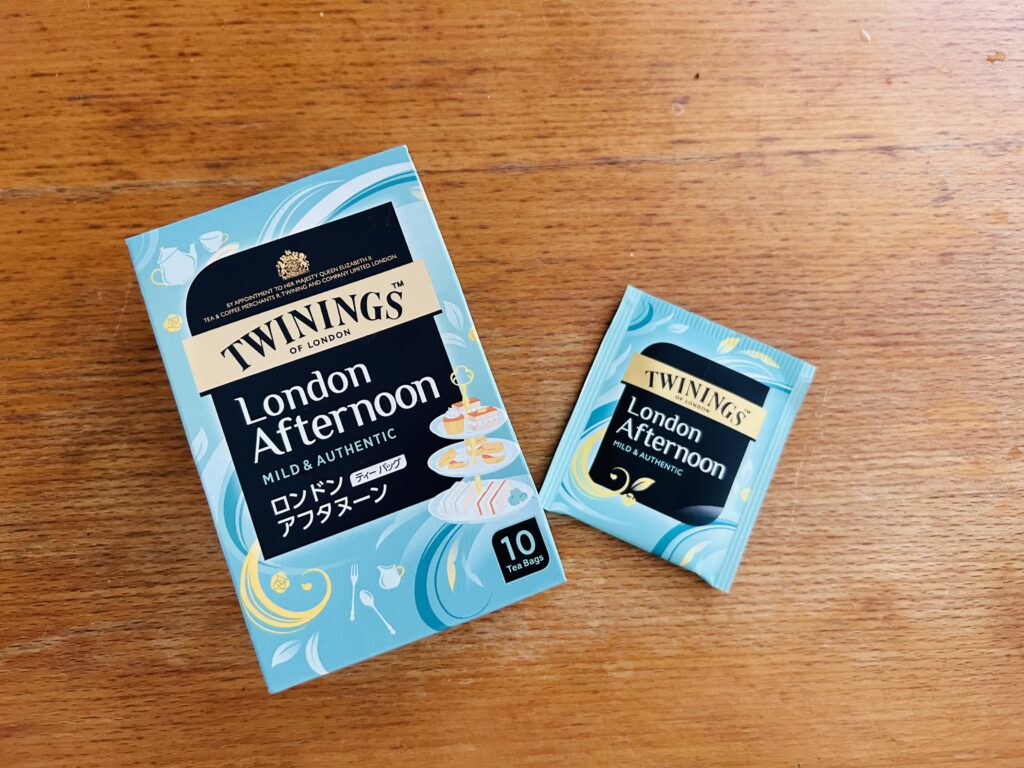 BY APPOINTMENT TO HER MAJESTY QUEEN ELIZABETH II
TEA & COFFEE MERCHANTS R. TWINING AND COMPANY LIMITED. LONDON.
TWININGS™
OF LONDON
London
Afternoon
MILD & AUTHENTIC
ロンドン ティーバッグ
アフタヌーン
10
Tea Bags
TWININGS™
OF LONDON
London
Afternoon
MILD & AUTHENTIC